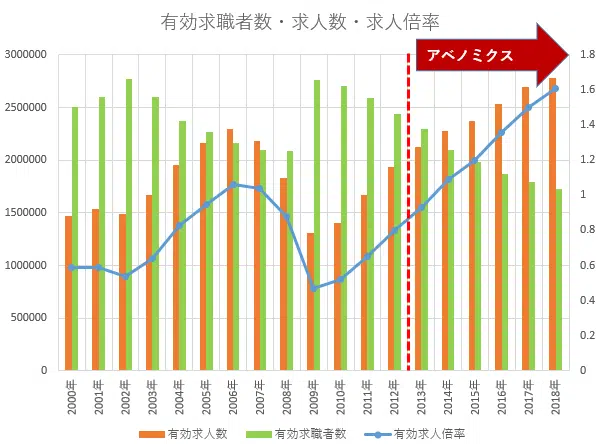 有効求職者数・求人数・求人倍率
アベノミクス
3000000
2500000
2000000
1500000
1000000
500000
0
1.8
1.6
1.4
1.2
1
0.8
0.6
0.4
0.2
0
2000年
2001年
2002年
2003年
2004年
2005年
2006年
2007年
2008年
2009年
2010年
2011年
2012年
2013年
2014年
2015年
2016年
2017年
2018年
有効求人数 有効求職者数 有効求人倍率